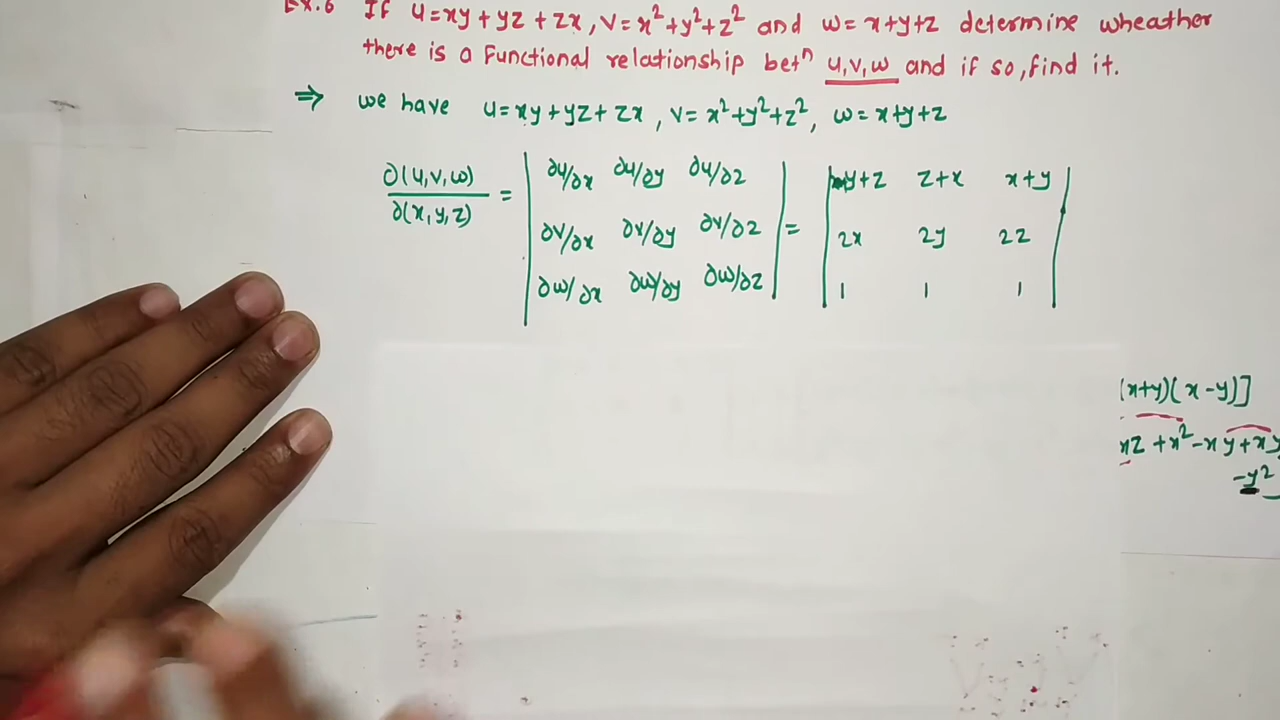 Ex.6 If u=xy+yz+zx, v=x²+y²+z² and w=x+y+z determine wheather
there is a Functional relationship betⁿ u,v,w and if so, find it.
⇒ we have u=xy+yz+zx, v=x²+y²+z², w=x+y+z
∂(u,v,w)/∂(x,y,z) = | ∂u/∂x ∂u/∂y ∂u/∂z | = | y+z z+x x+y |
| ∂v/∂x ∂v/∂y ∂v/∂z | | 2x 2y 2z |
| ∂w/∂x ∂w/∂y ∂w/∂z | | 1 1 1 |
(x+y)(x-y)]
xz+x²-xy+xy
-y²